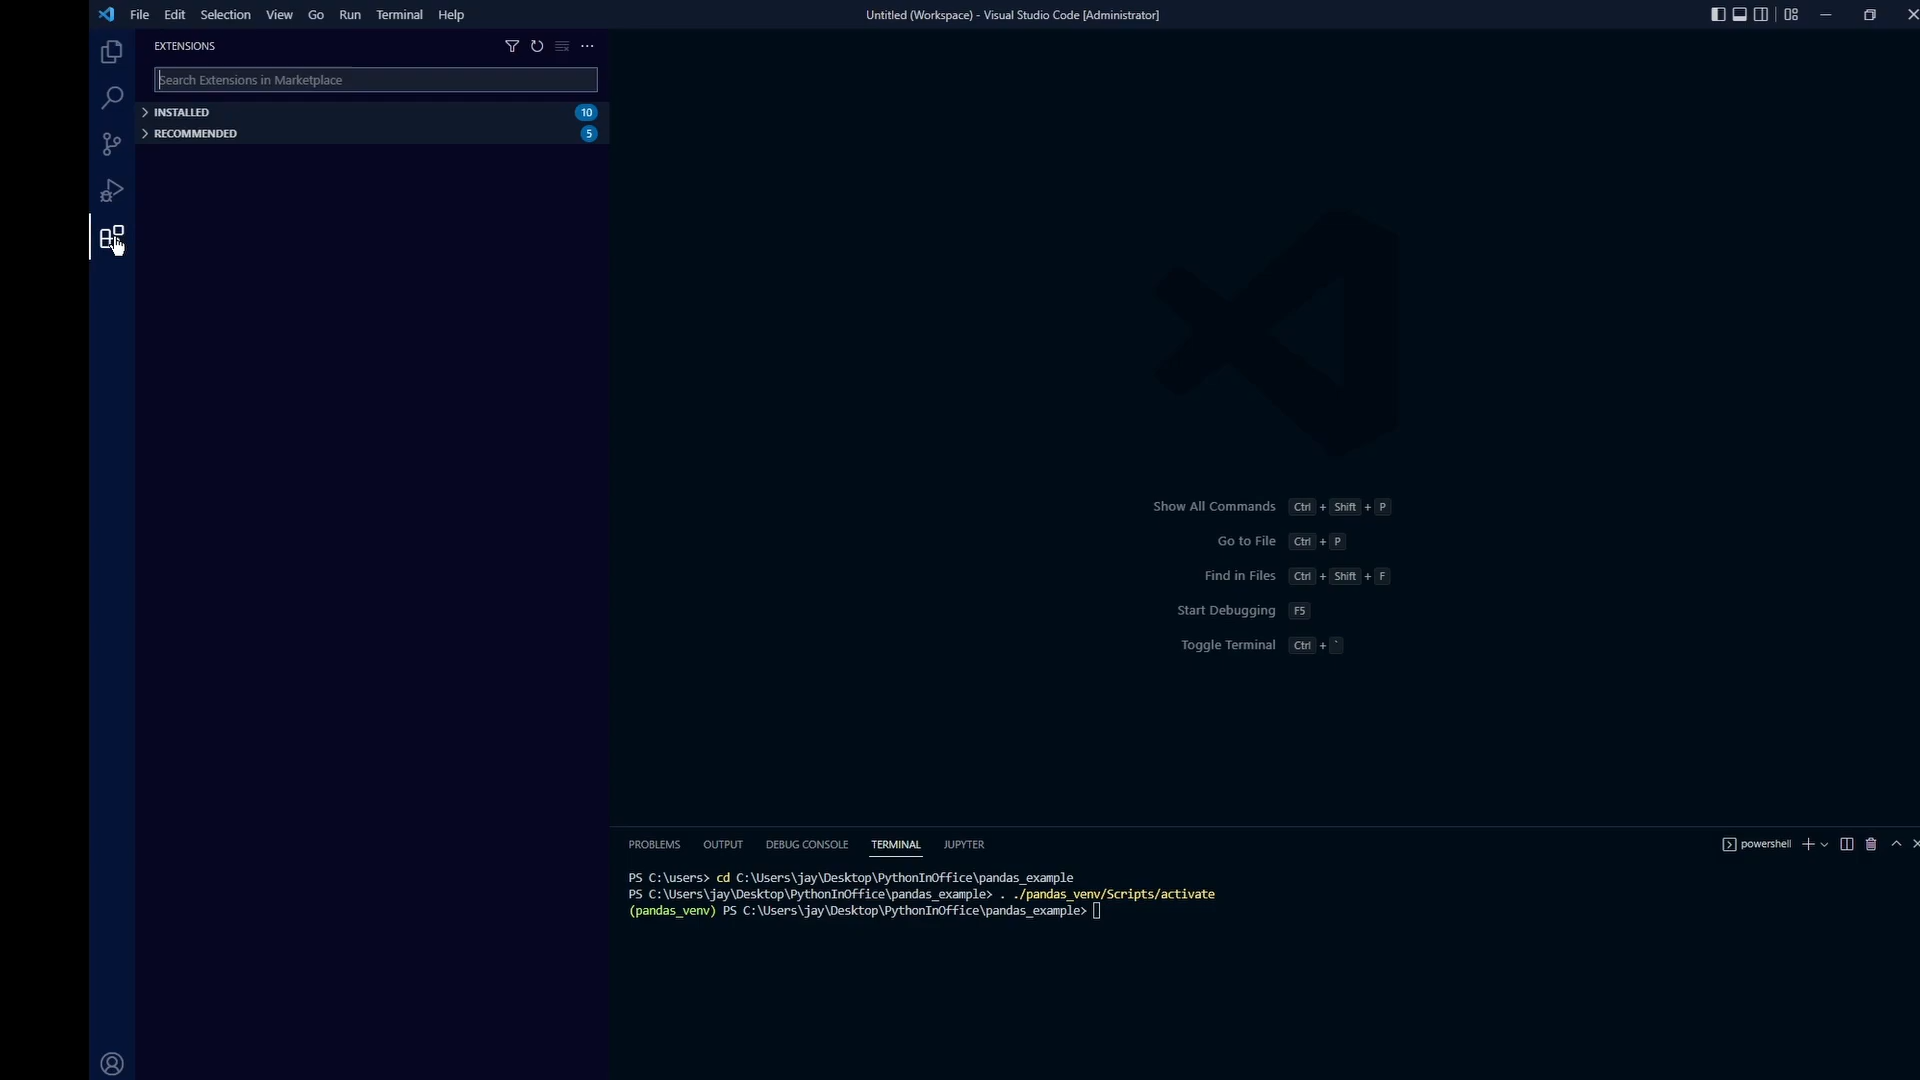 File Edit Selection View Go Run Terminal Help
Untitled (Workspace) - Visual Studio Code [Administrator]
EXTENSIONS
Search Extensions in Marketplace
INSTALLED 10
RECOMMENDED 5
Show All Commands Ctrl + Shift + P
Go to File Ctrl + P
Find in Files Ctrl + Shift + F
Start Debugging F5
Toggle Terminal Ctrl + `
PROBLEMS OUTPUT DEBUG CONSOLE TERMINAL JUPYTER
powershell
PS C:\users> cd C:\Users\jay\Desktop\PythonInOffice\pandas_example
PS C:\Users\jay\Desktop\PythonInOffice\pandas_example> . ./pandas_venv/Scripts/activate
(pandas_venv) PS C:\Users\jay\Desktop\PythonInOffice\pandas_example>